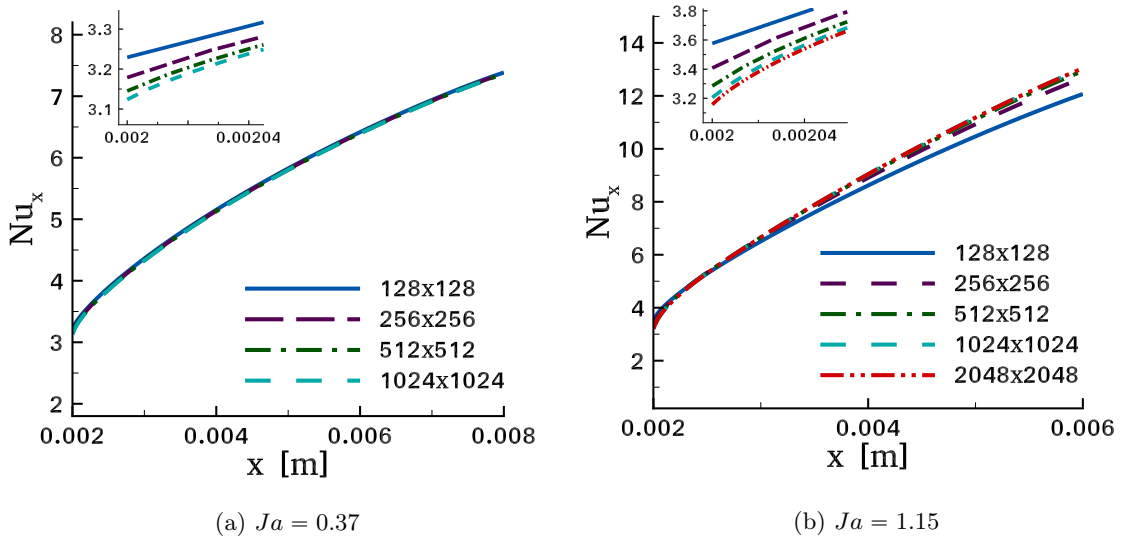 3.3
3.2
3.1
0.002
0.00204
8
7
6
5
4
3
2
Nu_x
128x128
256x256
512x512
1024x1024
0.002
0.004
0.006
0.008
x [m]
(a) Ja = 0.37
3.8
3.6
3.4
3.2
0.002
0.00204
14
12
10
8
6
4
2
Nu_x
128x128
256x256
512x512
1024x1024
2048x2048
0.002
0.004
0.006
x [m]
(b) Ja = 1.15